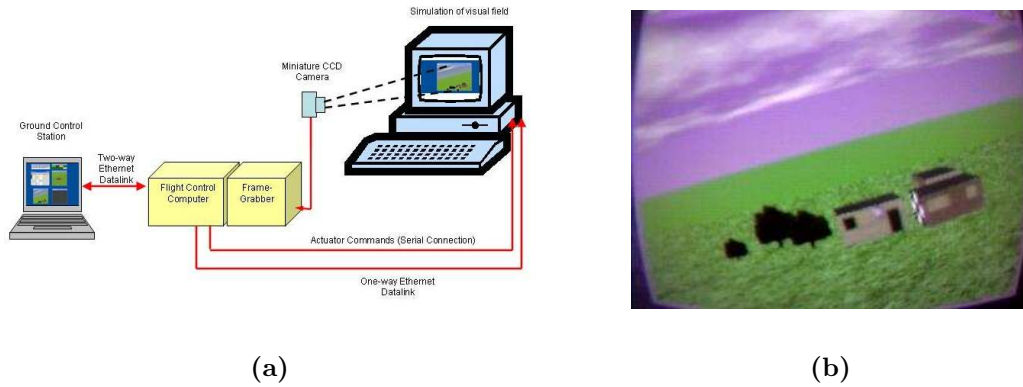 Simulation of visual field
Miniature CCD
Camera
Ground Control
Station
Two-way
Ethernet
Datalink
Flight Control
Computer
Frame-
Grabber
Actuator Commands (Serial Connection)
One-way Ethernet
Datalink
(a)
(b)